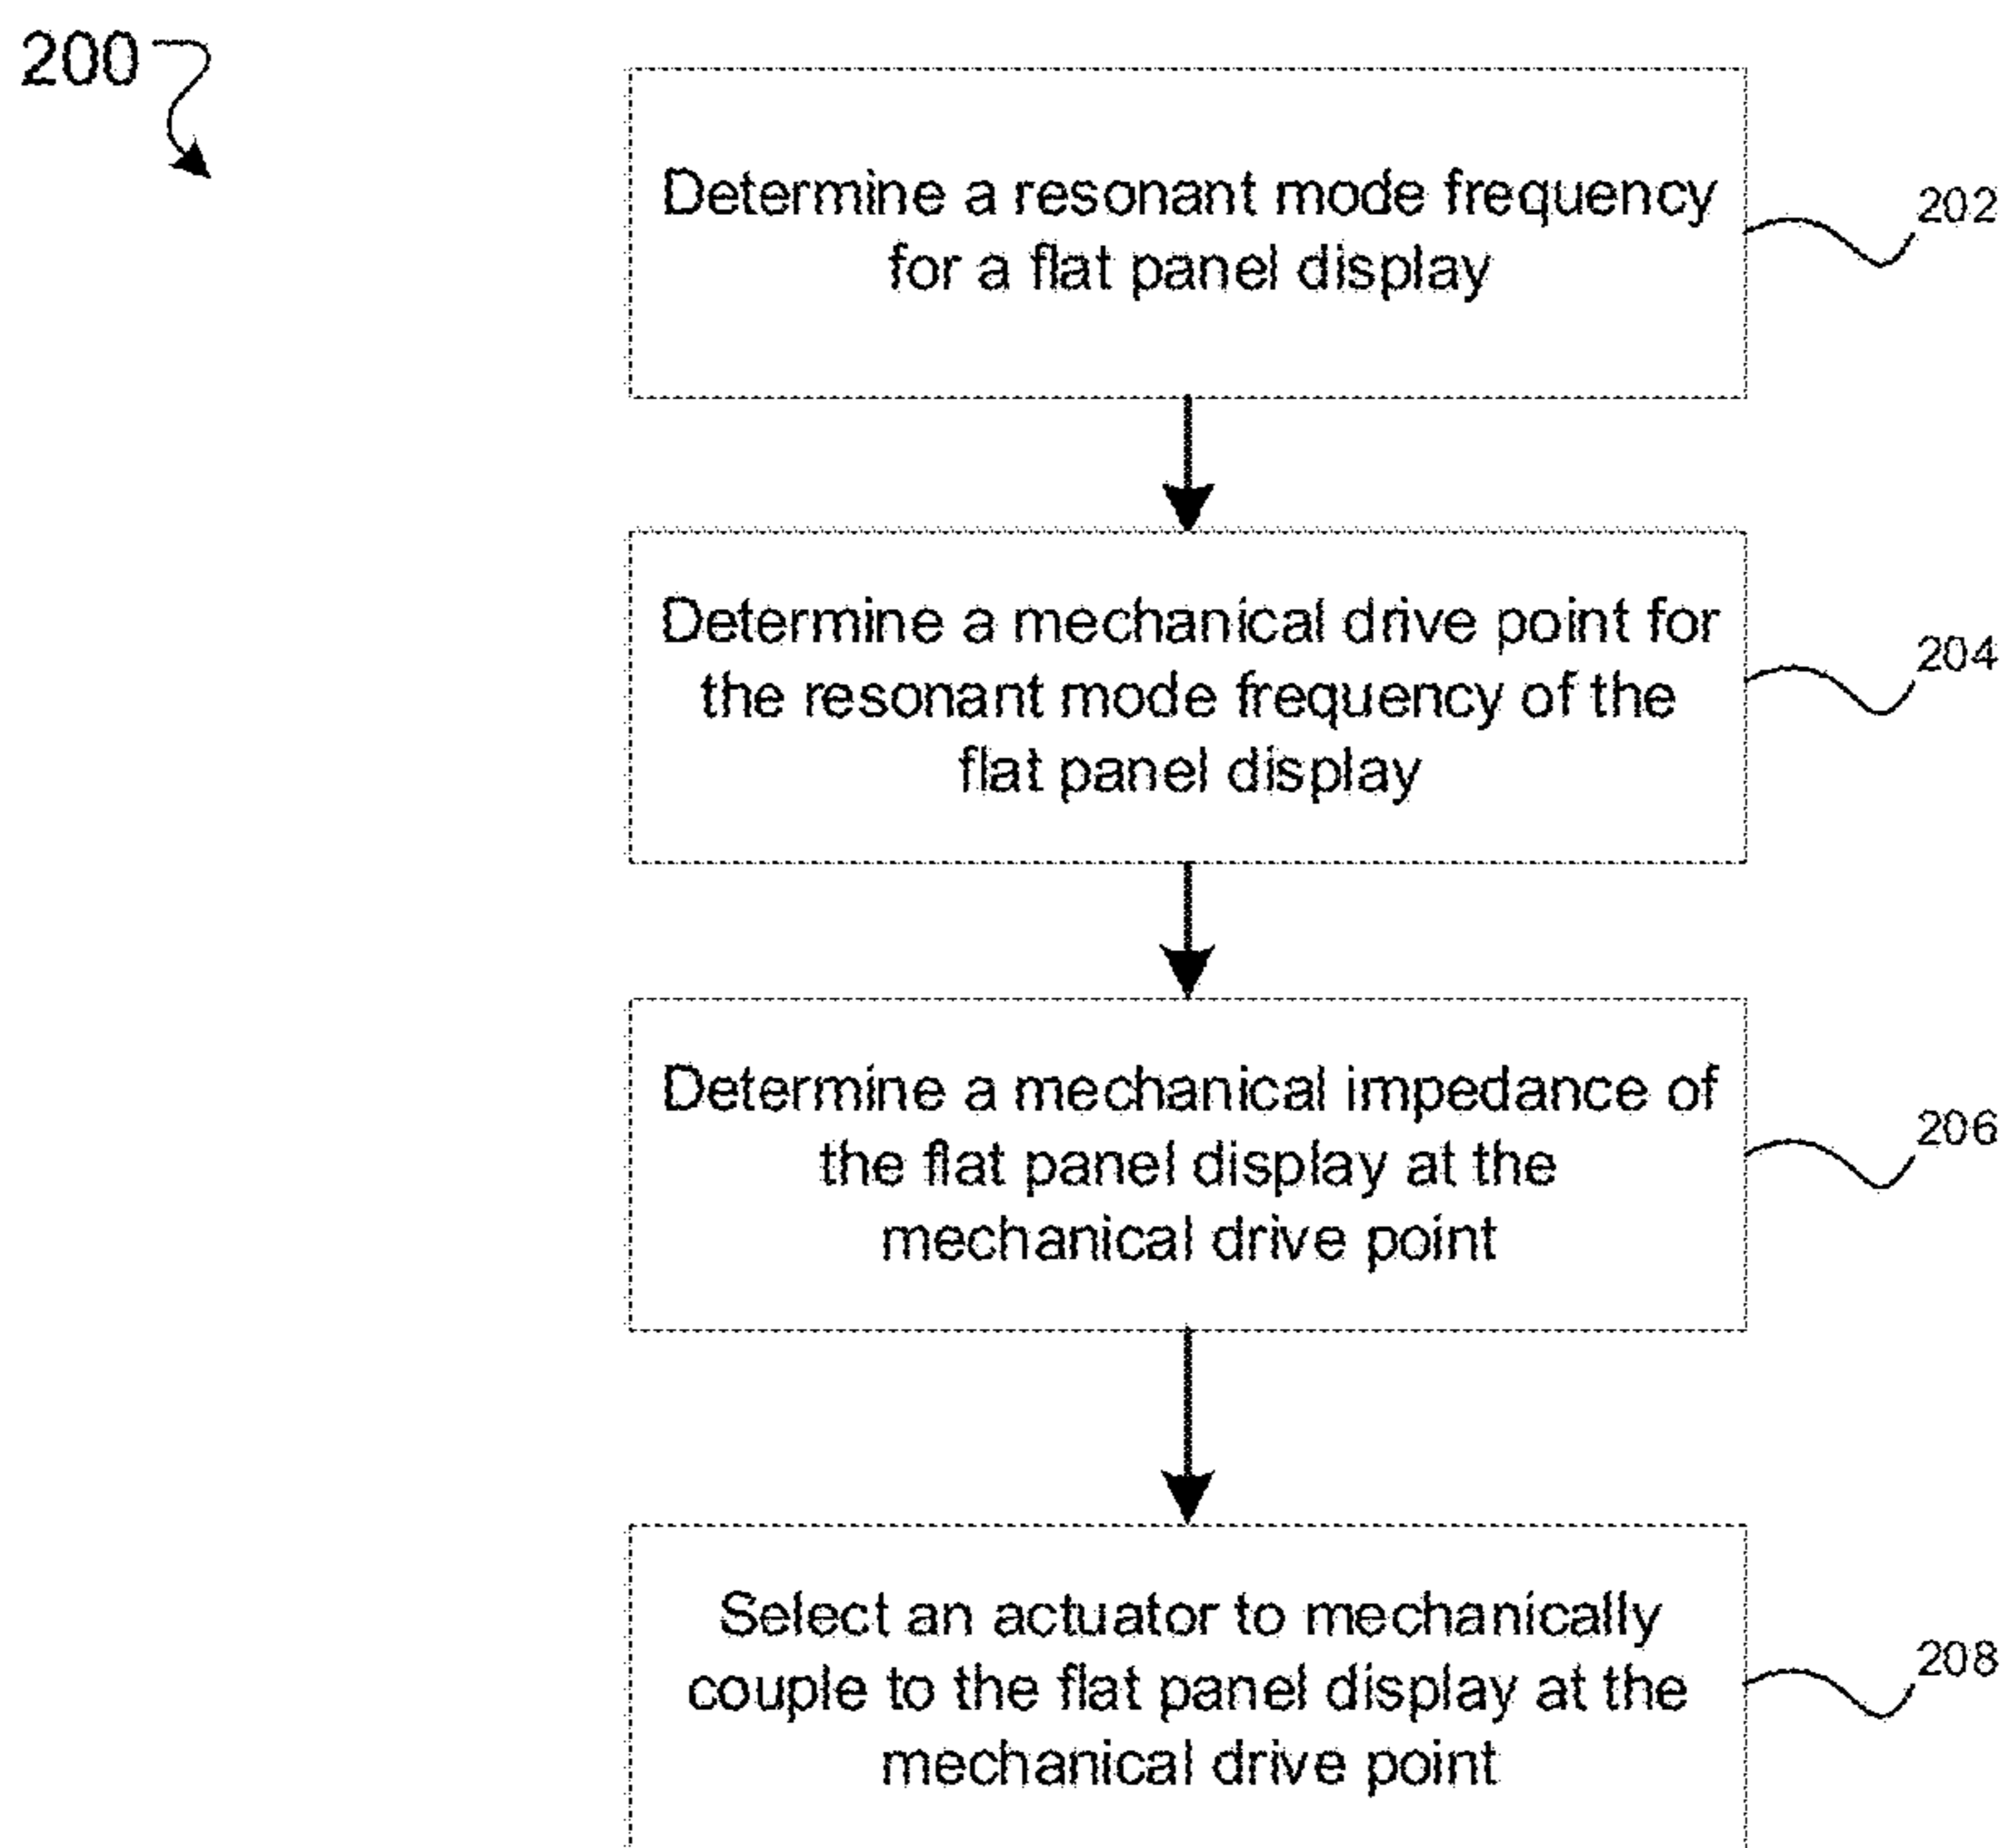 200
Determine a resonant mode frequency
for a flat panel display
202
Determine a mechanical drive point for
the resonant mode frequency of the
flat panel display
204
Determine a mechanical impedance of
the flat panel display at the
mechanical drive point
206
Select an actuator to mechanically
couple to the flat panel display at the
mechanical drive point
208